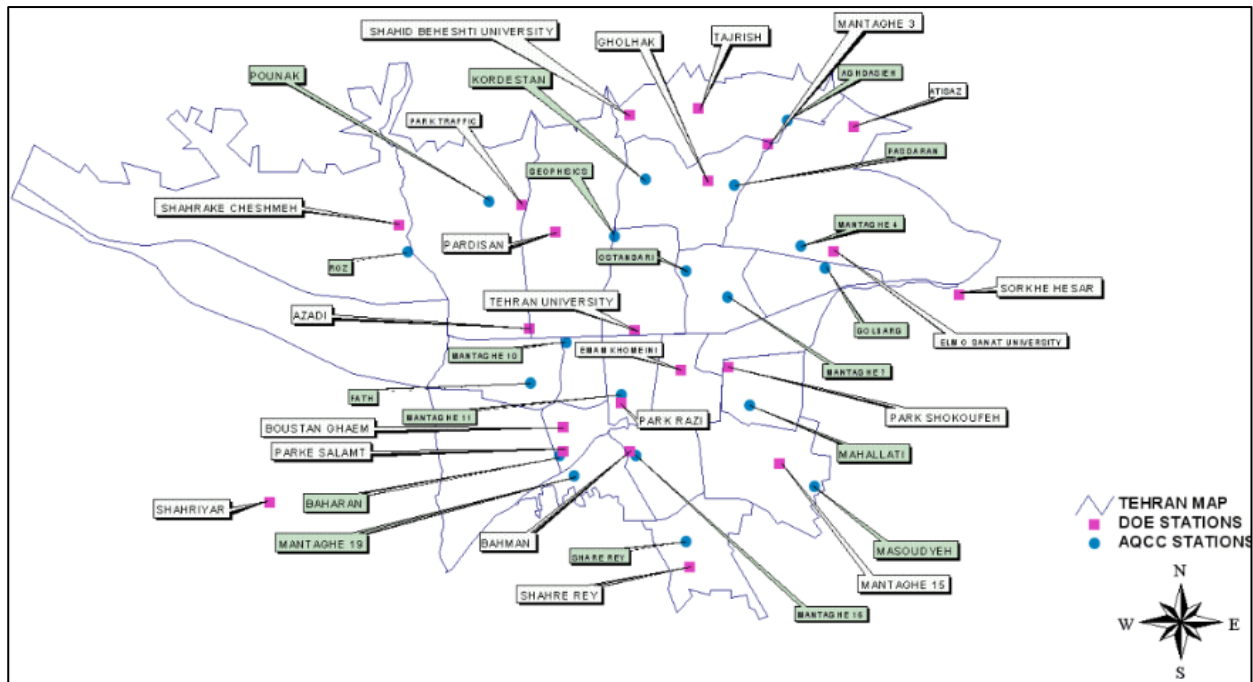 SHAHID BEHESHTI UNIVERSITY
GHOLHAK
TAJRISH
MANTAGHE 3
POUNAK
KORDESTAN
AGHDASIEH
ATIGAZ
PARK TRAFFIC
GEOPHISICS
PASDARAN
SHAHRAKE CHESHMEH
PARDISAN
MANTAGHE 4
ROZ
OSTANDARI
SORKHE HESAR
TEHRAN UNIVERSITY
AZADI
GOLBARG
ELM O SANAT UNIVERSITY
MANTAGHE 10
EMAM KHOMEINI
MANTAGHE 7
FATH
MANTAGHE 11
PARK RAZI
PARK SHOKOUFEH
BOUSTAN GHAEM
PARKE SALAMT
MAHALLATI
SHAHRIYAR
BAHARAN
MANTAGHE 19
BAHMAN
SHARE REY
MASOUDYEH
SHAHRE REY
MANTAGHE 15
MANTAGHE 16
TEHRAN MAP
DOE STATIONS
AQCC STATIONS
N
W E
S